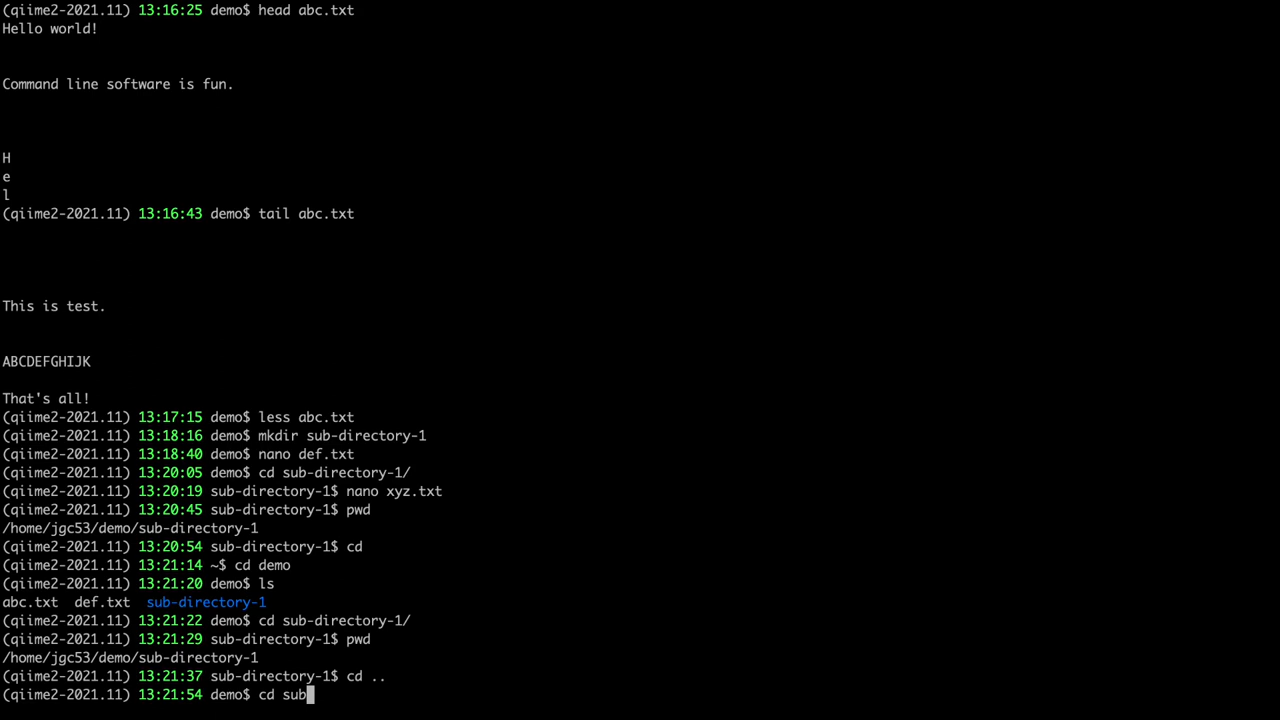 (qiime2-2021.11) 13:16:25 demo$ head abc.txt
Hello world!
Command line software is fun.
H
e
l
(qiime2-2021.11) 13:16:43 demo$ tail abc.txt
This is test.
ABCDEFGHIJK
That's all!
(qiime2-2021.11) 13:17:15 demo$ less abc.txt
(qiime2-2021.11) 13:18:16 demo$ mkdir sub-directory-1
(qiime2-2021.11) 13:18:40 demo$ nano def.txt
(qiime2-2021.11) 13:20:05 demo$ cd sub-directory-1/
(qiime2-2021.11) 13:20:19 sub-directory-1$ nano xyz.txt
(qiime2-2021.11) 13:20:45 sub-directory-1$ pwd
/home/jgc53/demo/sub-directory-1
(qiime2-2021.11) 13:20:54 sub-directory-1$ cd
(qiime2-2021.11) 13:21:14 ~$ cd demo
(qiime2-2021.11) 13:21:20 demo$ ls
abc.txt  def.txt  sub-directory-1
(qiime2-2021.11) 13:21:22 demo$ cd sub-directory-1/
(qiime2-2021.11) 13:21:29 sub-directory-1$ pwd
/home/jgc53/demo/sub-directory-1
(qiime2-2021.11) 13:21:37 sub-directory-1$ cd ..
(qiime2-2021.11) 13:21:54 demo$ cd sub